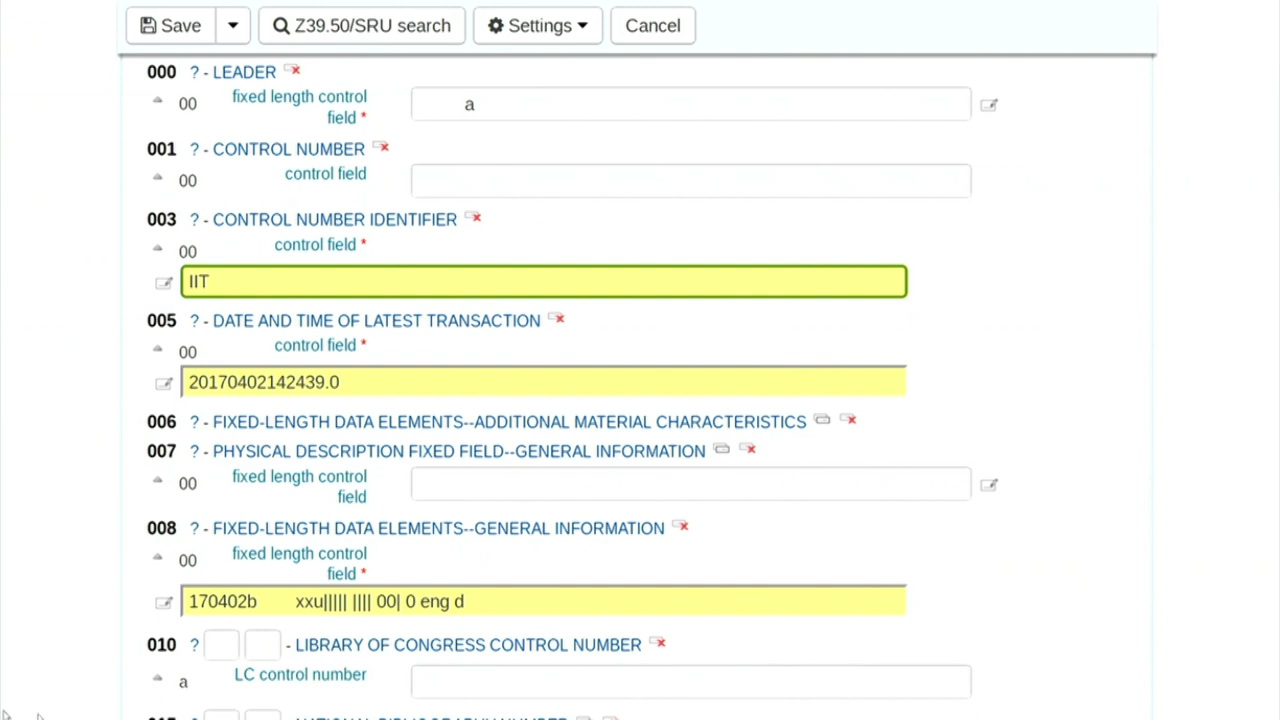 Save Z39.50/SRU search Settings Cancel
000 ? - LEADER
00 fixed length control field * a
001 ? - CONTROL NUMBER
00 control field
003 ? - CONTROL NUMBER IDENTIFIER
00 control field *
IIT
005 ? - DATE AND TIME OF LATEST TRANSACTION
00 control field *
20170402142439.0
006 ? - FIXED-LENGTH DATA ELEMENTS--ADDITIONAL MATERIAL CHARACTERISTICS
007 ? - PHYSICAL DESCRIPTION FIXED FIELD--GENERAL INFORMATION
00 fixed length control field
008 ? - FIXED-LENGTH DATA ELEMENTS--GENERAL INFORMATION
00 fixed length control field *
170402b xxu||||| |||| 00| 0 eng d
010 ? - LIBRARY OF CONGRESS CONTROL NUMBER
a LC control number